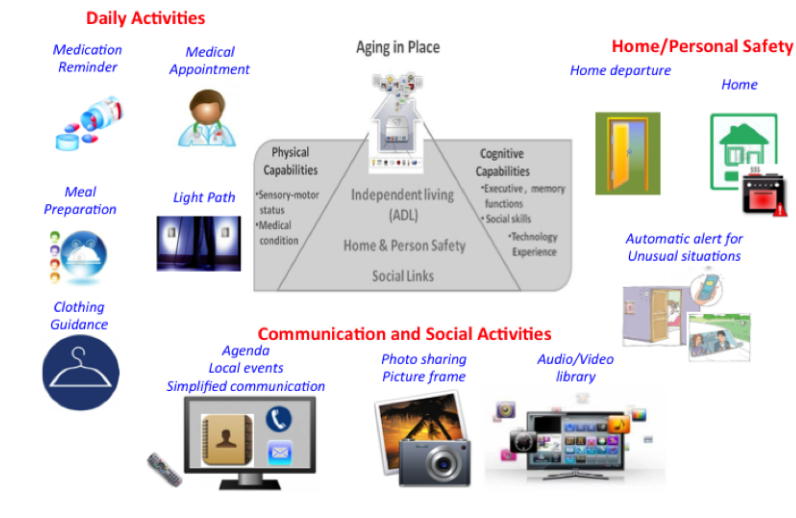 Daily Activities
Medication
Reminder
Medical
Appointment
Meal
Preparation
Light Path
Clothing
Guidance
Aging in Place
Physical
Capabilities
•Sensory-motor
status
•Medical
condition
Independent living
(ADL)
Home & Person Safety
Social Links
Cognitive
Capabilities
•Executive, memory
functions
•Social skills
•Technology
Experience
Home/Personal Safety
Home departure
Home
Automatic alert for
Unusual situations
Communication and Social Activities
Agenda
Local events
Simplified communication
Photo sharing
Picture frame
Audio/Video
library